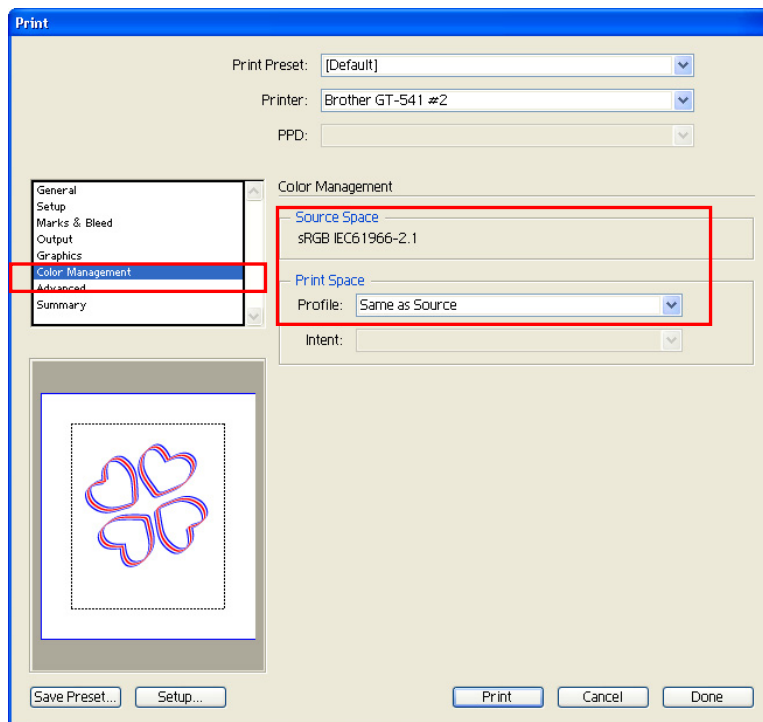 Print
Print Preset: [Default]
Printer: Brother GT-541 #2
PPD:
General
Setup
Marks & Bleed
Output
Graphics
Color Management
Advanced
Summary
Color Management
Source Space
sRGB IEC61966-2.1
Print Space
Profile: Same as Source
Intent:
Save Preset... Setup... Print Cancel Done